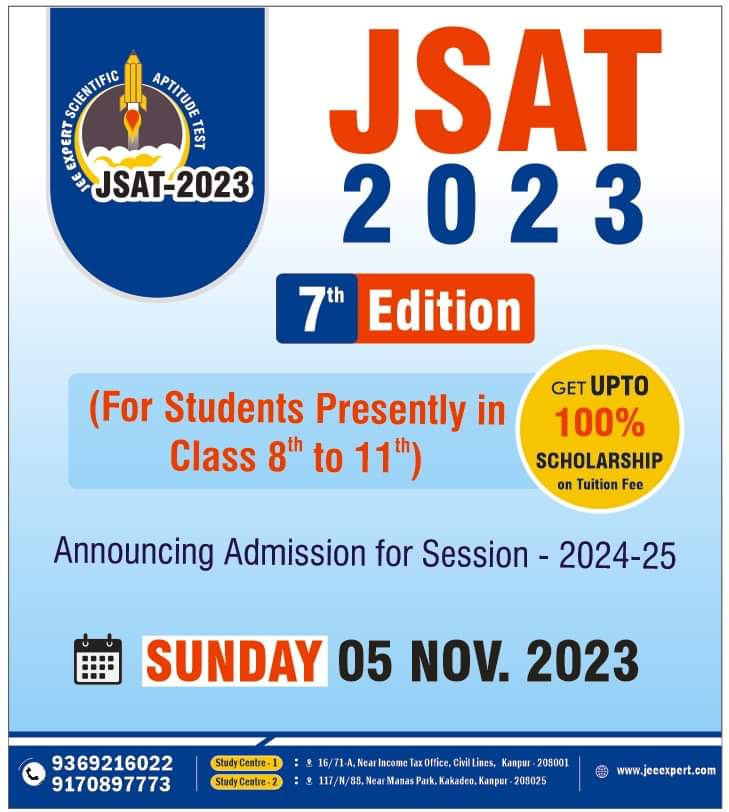 JEE EXPERT SCIENTIFIC APTITUDE TEST
JSAT-2023
JSAT
2023
7th Edition
(For Students Presently in
Class 8th to 11th)
GET UPTO
100%
SCHOLARSHIP
on Tuition Fee
Announcing Admission for Session - 2024-25
SUNDAY 05 NOV. 2023
9369216022
9170897773
Study Centre - 1 : 16/71-A, Near Income Tax Office, Civil Lines, Kanpur - 208001
Study Centre - 2 : 117/N/88, Near Manas Park, Kakadeo, Kanpur - 208025
www.jeeexpert.com